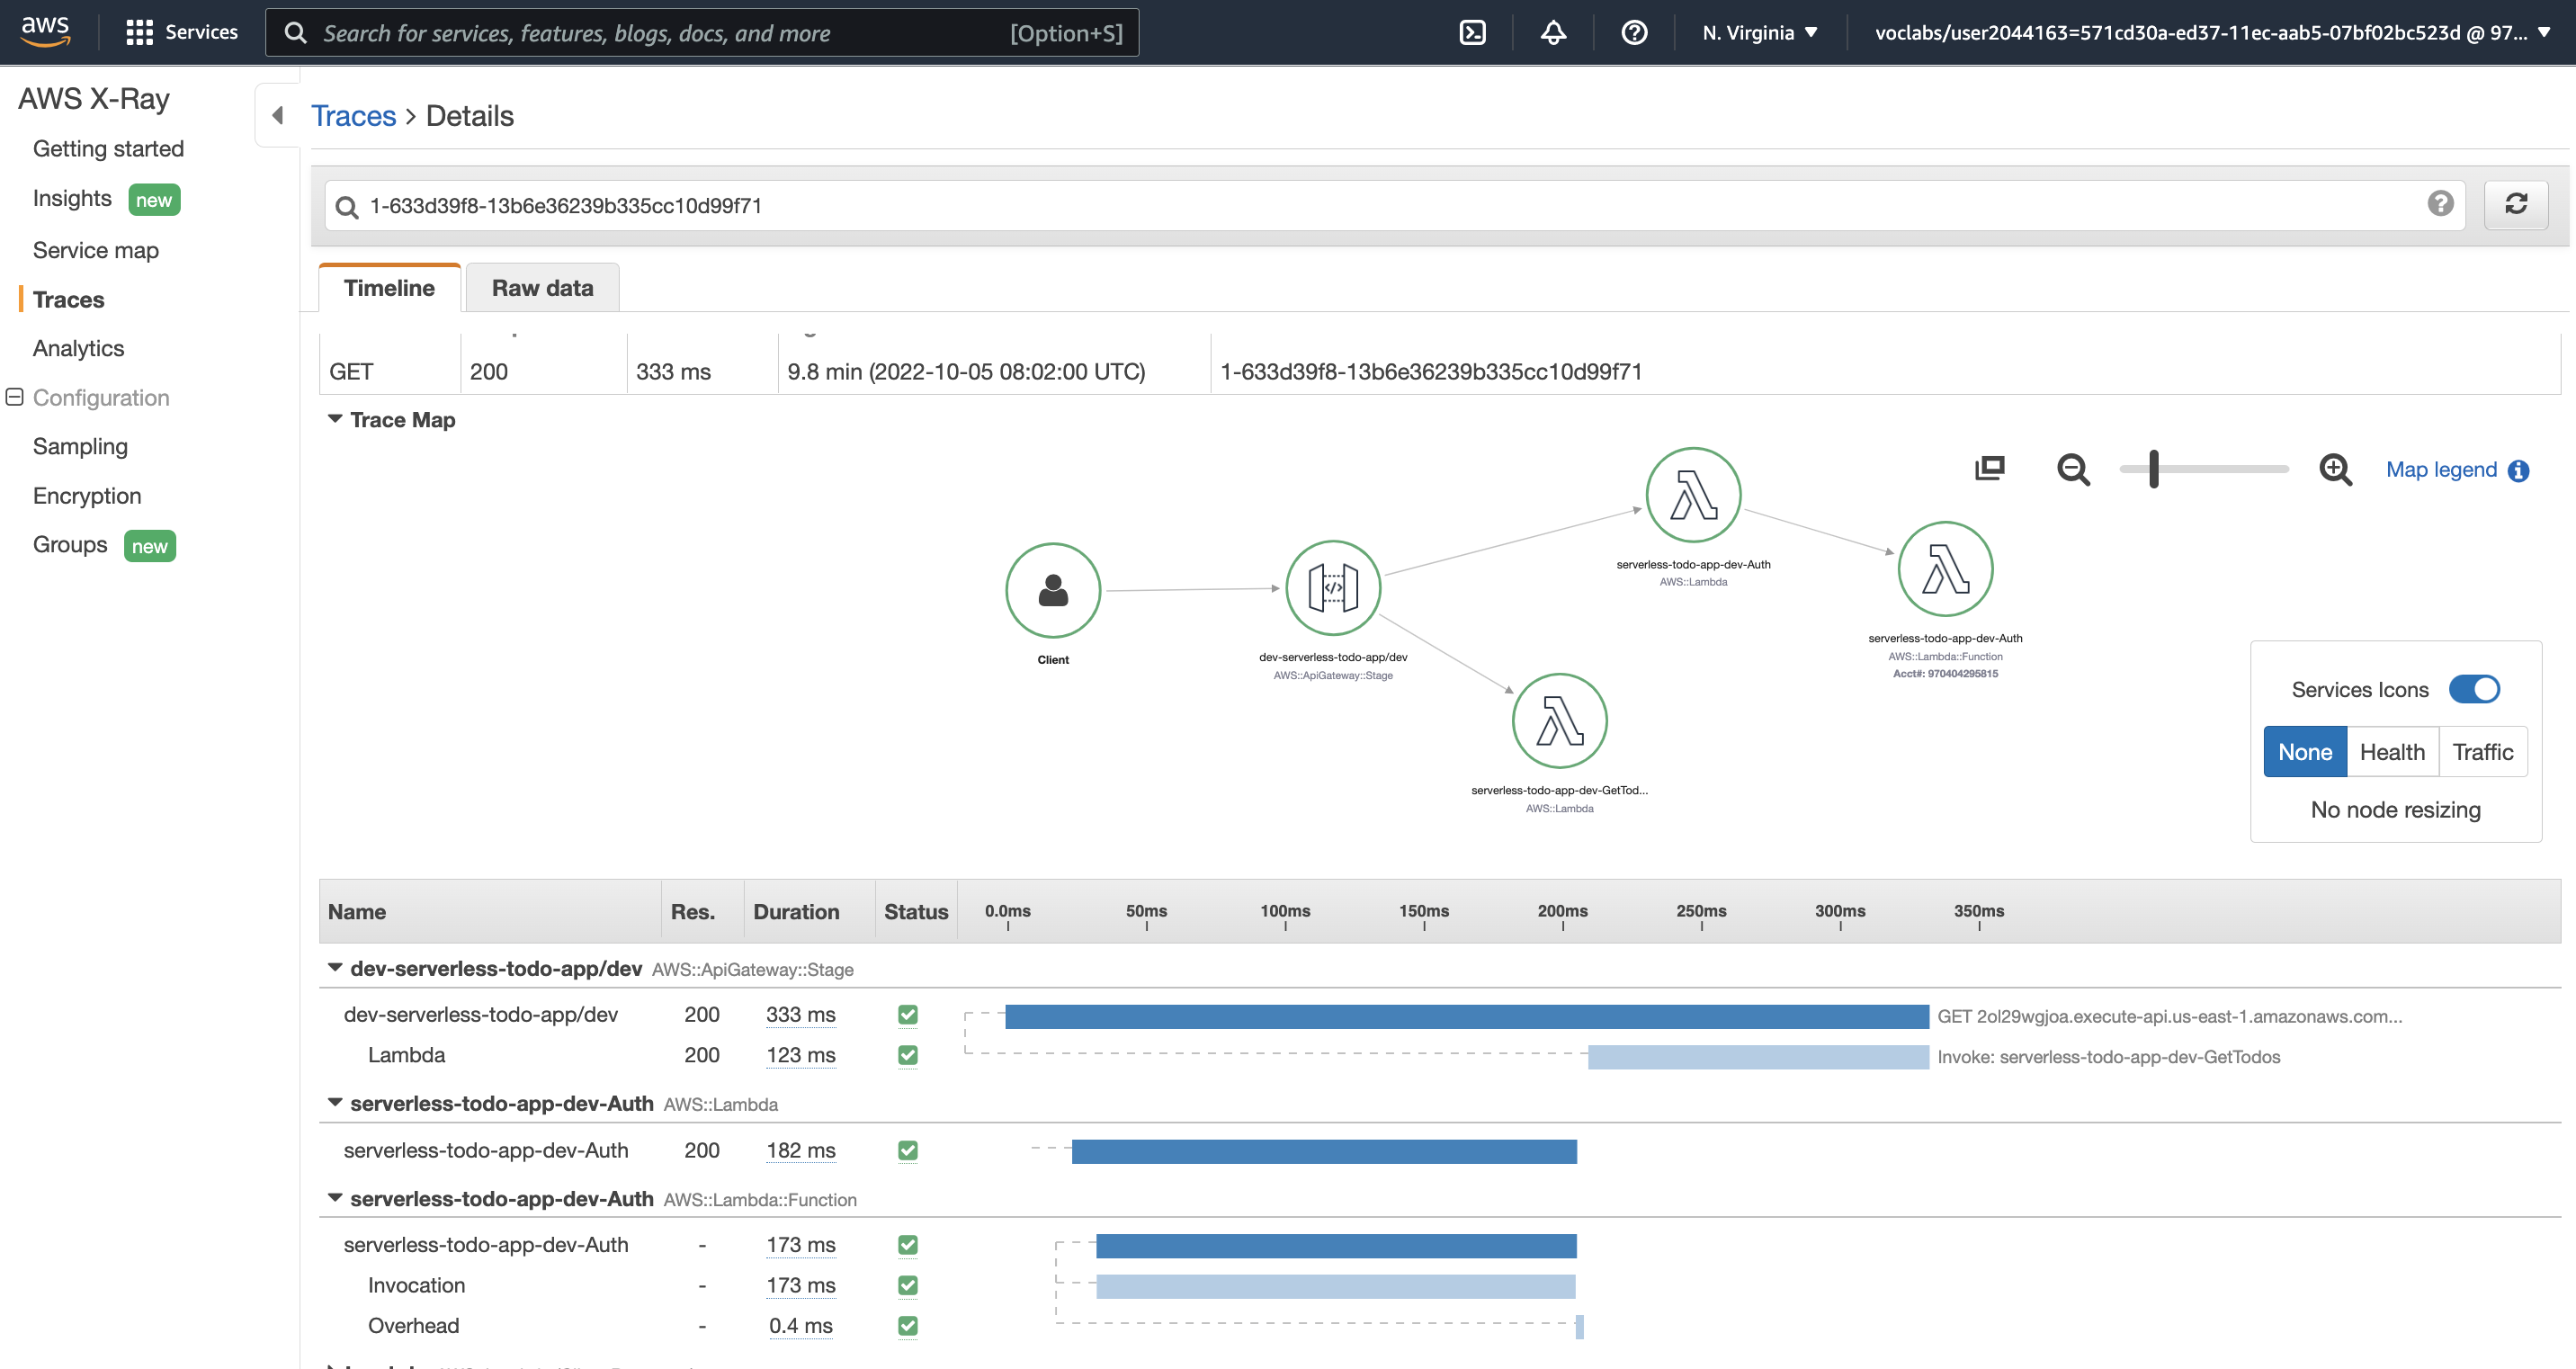 aws Services Search for services, features, blogs, docs, and more [Option+S] N. Virginia voclabs/user2044163=571cd30a-ed37-11ec-aab5-07bf02bc523d @ 97...
AWS X-Ray
Getting started
Insights new
Service map
Traces
Analytics
Configuration
Sampling
Encryption
Groups new
Traces > Details
1-633d39f8-13b6e36239b335cc10d99f71
Timeline Raw data
GET 200 333 ms 9.8 min (2022-10-05 08:02:00 UTC) 1-633d39f8-13b6e36239b335cc10d99f71
Trace Map
Map legend
Client
dev-serverless-todo-app/dev
AWS::ApiGateway::Stage
serverless-todo-app-dev-Auth
AWS::Lambda
serverless-todo-app-dev-Auth
AWS::Lambda::Function
Acct#: 970404295815
serverless-todo-app-dev-GetTod...
AWS::Lambda
Services Icons
None Health Traffic
No node resizing
Name Res. Duration Status 0.0ms 50ms 100ms 150ms 200ms 250ms 300ms 350ms
dev-serverless-todo-app/dev AWS::ApiGateway::Stage
dev-serverless-todo-app/dev 200 333 ms GET 2ol29wgjoa.execute-api.us-east-1.amazonaws.com...
Lambda 200 123 ms Invoke: serverless-todo-app-dev-GetTodos
serverless-todo-app-dev-Auth AWS::Lambda
serverless-todo-app-dev-Auth 200 182 ms
serverless-todo-app-dev-Auth AWS::Lambda::Function
serverless-todo-app-dev-Auth - 173 ms
Invocation - 173 ms
Overhead - 0.4 ms